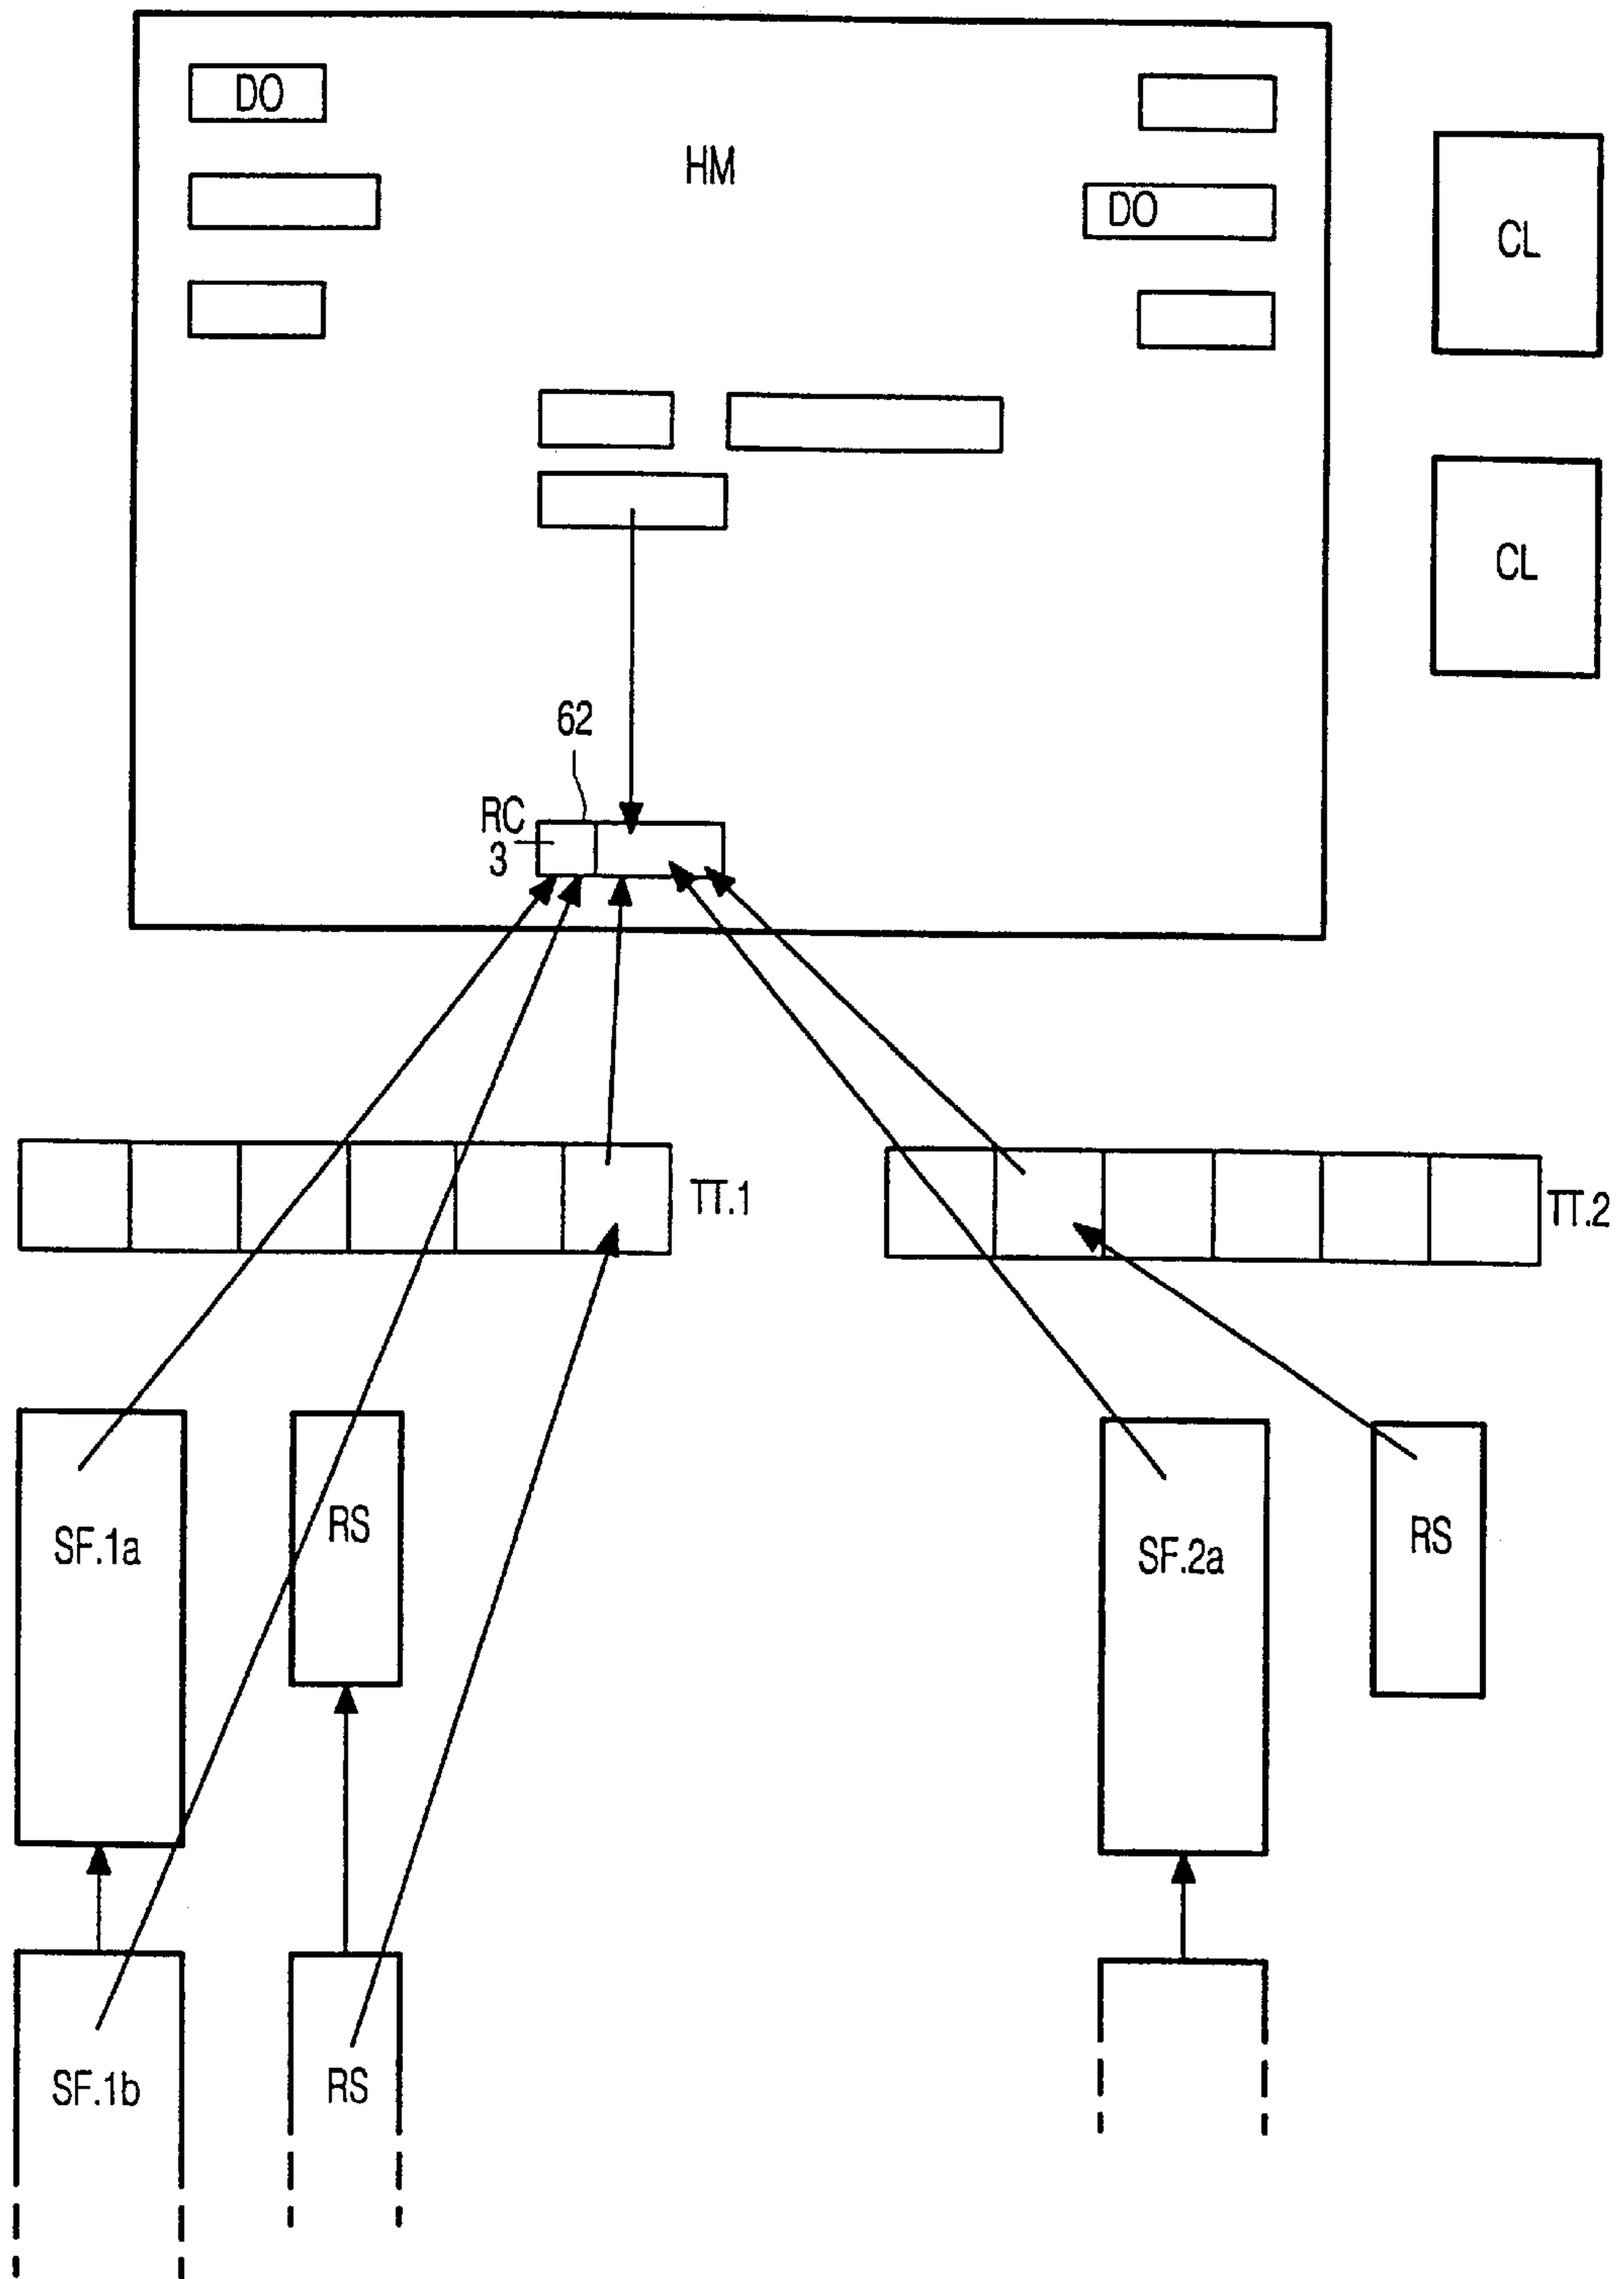 DO
HM
DO
CL
CL
62
RC
3
TT.1
TT.2
SF.1a
RS
SF.2a
RS
SF.1b
RS